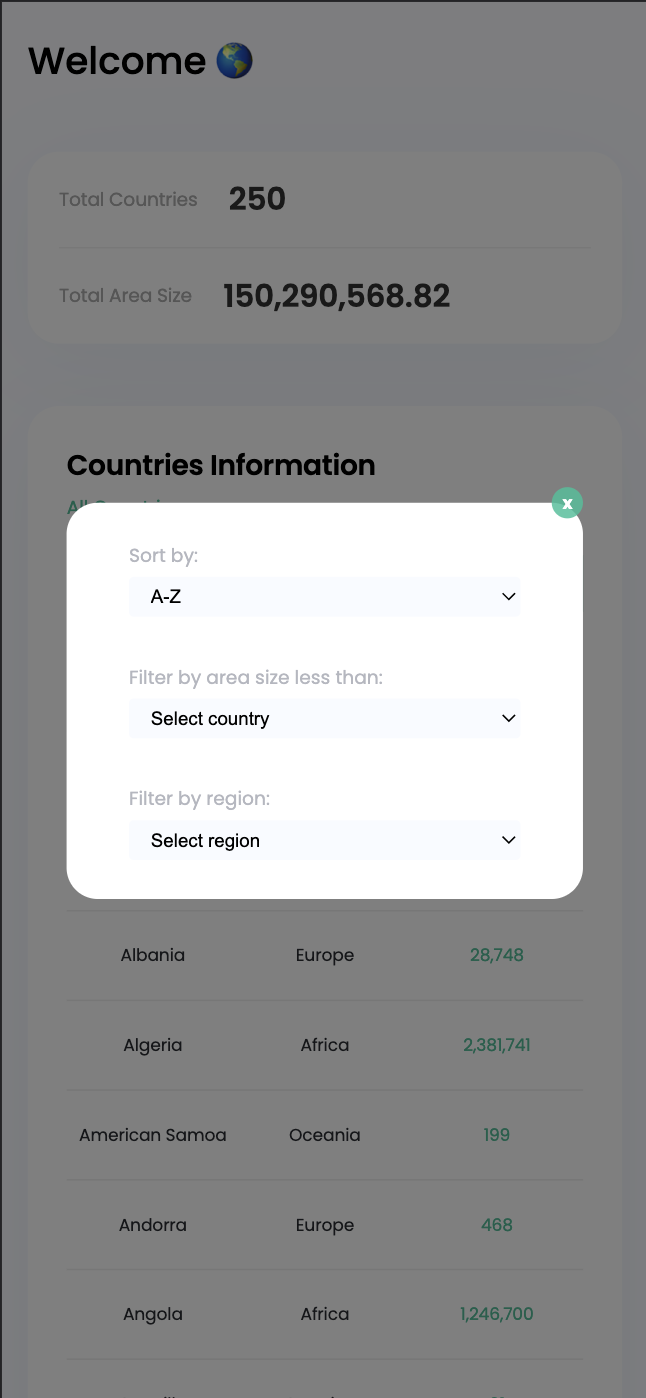 Welcome 🌎
Total Countries 250
Total Area Size 150,290,568.82
Countries Information
x
Sort by:
A-Z
Filter by area size less than:
Select country
Filter by region:
Select region
Albania Europe 28,748
Algeria Africa 2,381,741
American Samoa Oceania 199
Andorra Europe 468
Angola Africa 1,246,700